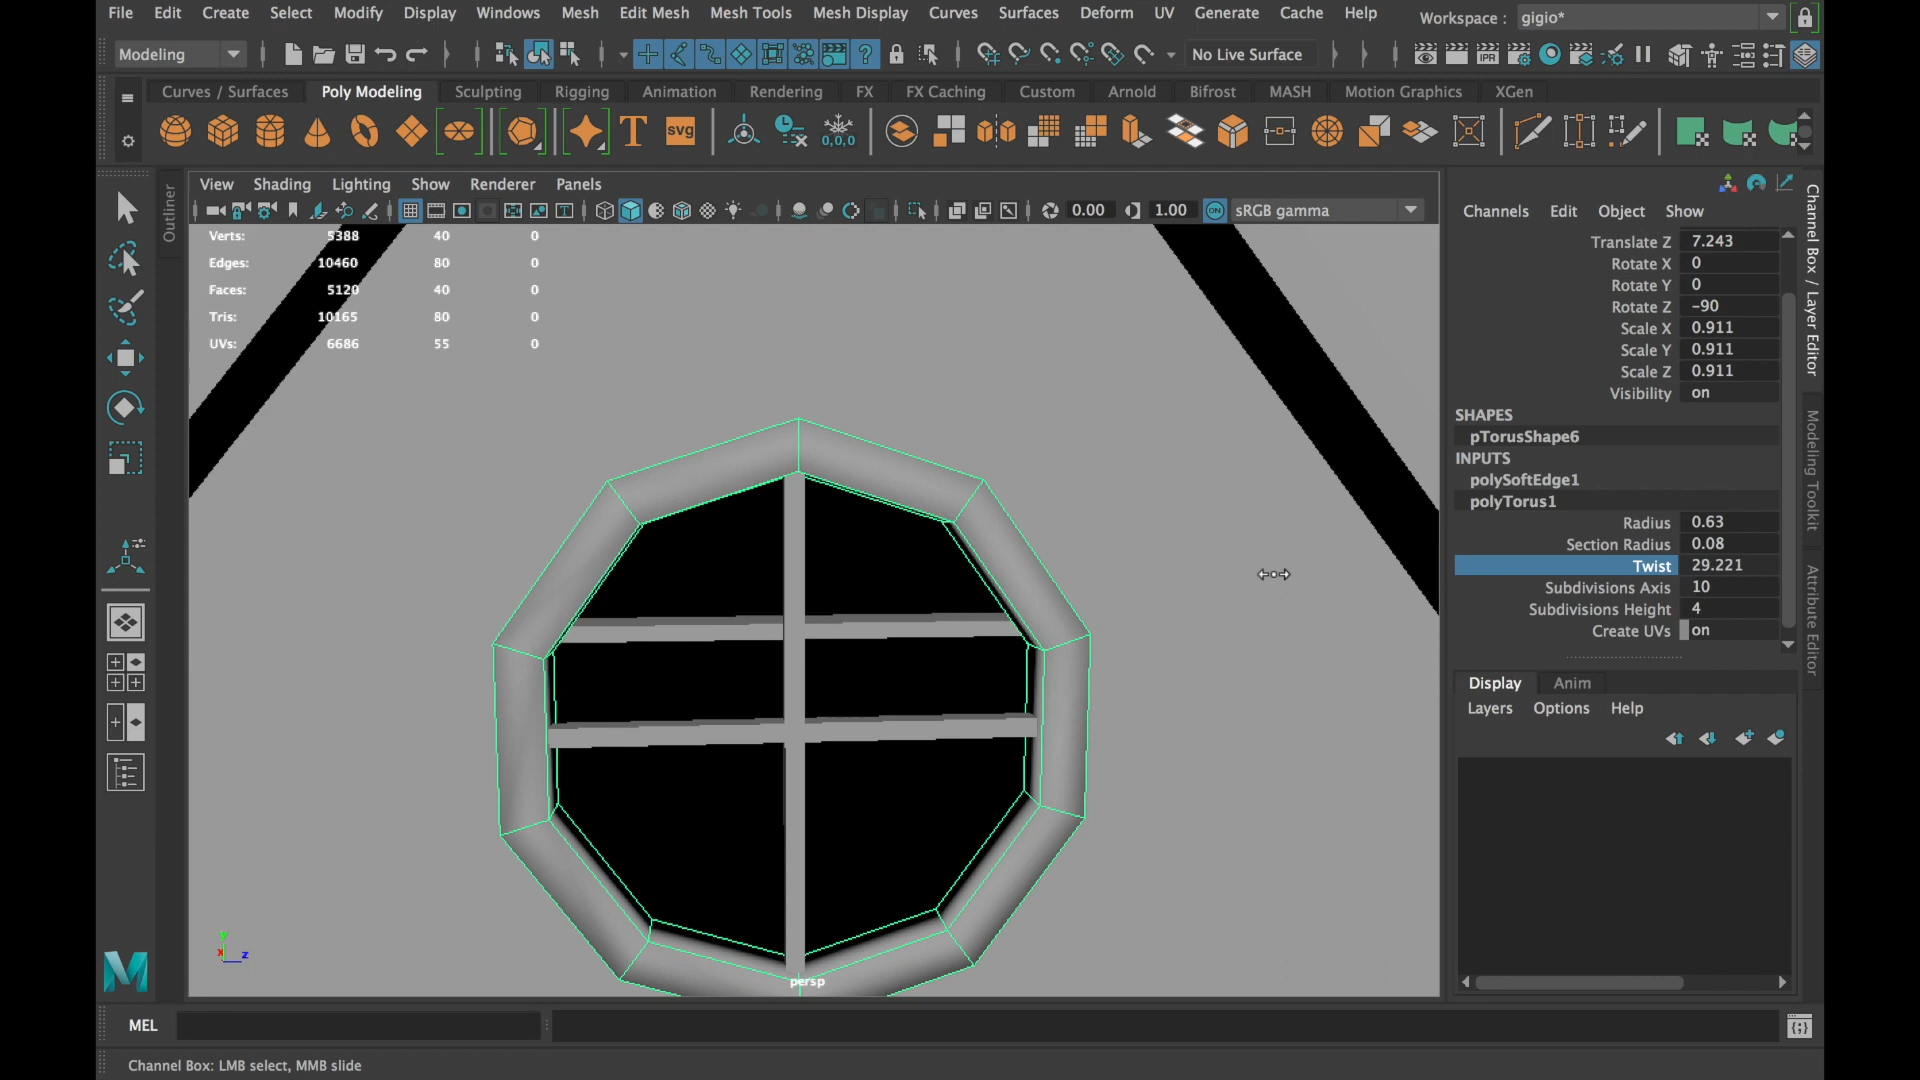 File Edit Create Select Modify Display Windows Mesh Edit Mesh Mesh Tools Mesh Display Curves Surfaces Deform UV Generate Cache Help Workspace : gigio*
Modeling No Live Surface IPR
Curves / Surfaces Poly Modeling Sculpting Rigging Animation Rendering FX FX Caching Custom Arnold Bifrost MASH Motion Graphics XGen
T svg 0,0,0
View Shading Lighting Show Renderer Panels
0.00 1.00 ON sRGB gamma
Outliner
Verts: 5388 40 0
Edges: 10460 80 0
Faces: 5120 40 0
Tris: 10165 80 0
UVs: 6686 55 0
y
x
z
persp
Channels Edit Object Show
Translate Z 7.243
Rotate X 0
Rotate Y 0
Rotate Z -90
Scale X 0.911
Scale Y 0.911
Scale Z 0.911
Visibility on
SHAPES
pTorusShape6
INPUTS
polySoftEdge1
polyTorus1
Radius 0.63
Section Radius 0.08
Twist 29.221
Subdivisions Axis 10
Subdivisions Height 4
Create UVs on
Display Anim
Layers Options Help
Channel Box / Layer Editor
Modeling Toolkit
Attribute Editor
M
MEL
Channel Box: LMB select, MMB slide